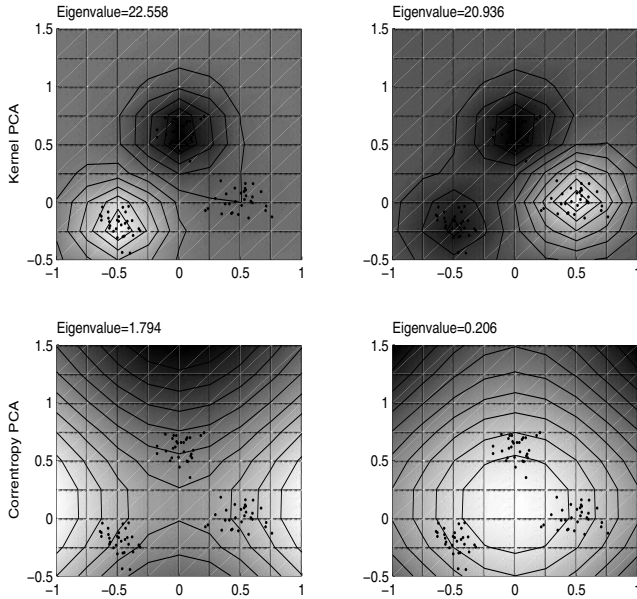 Eigenvalue=22.558
Eigenvalue=20.936
Kernel PCA
1.5
1
0.5
0
−0.5
−1 −0.5 0 0.5 1
1.5
1
0.5
0
−0.5
−1 −0.5 0 0.5 1
Eigenvalue=1.794
Eigenvalue=0.206
Correntropy PCA
1.5
1
0.5
0
−0.5
−1 −0.5 0 0.5 1
1.5
1
0.5
0
−0.5
−1 −0.5 0 0.5 1